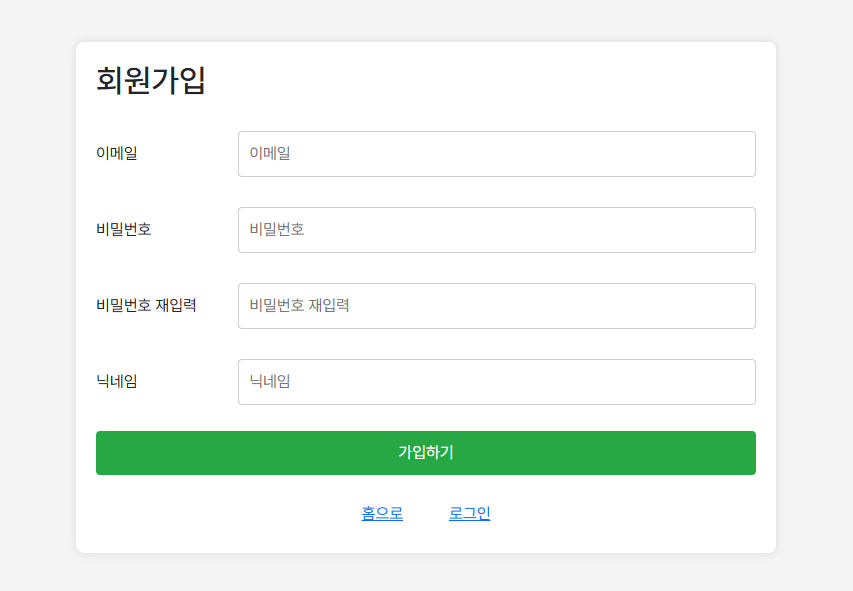 회원가입
이메일 이메일
비밀번호 비밀번호
비밀번호 재입력 비밀번호 재입력
닉네임 닉네임
가입하기
홈으로 로그인